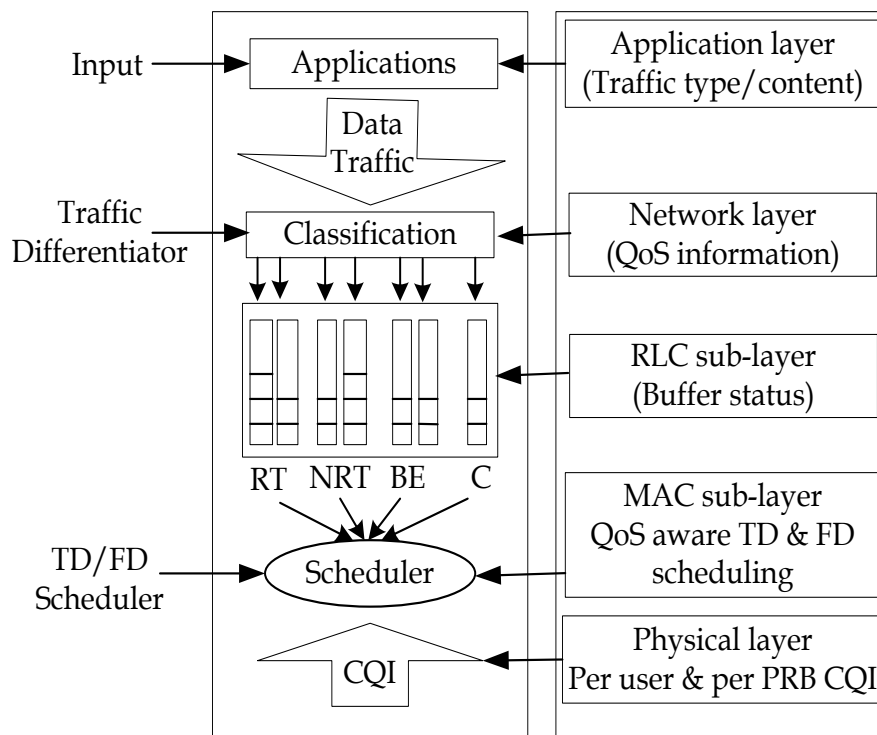 Input
Applications
Application layer
(Traffic type/content)
Data
Traffic
Traffic
Differentiator
Classification
Network layer
(QoS information)
RLC sub-layer
(Buffer status)
RT NRT BE C
MAC sub-layer
QoS aware TD & FD
scheduling
TD/FD
Scheduler
Scheduler
Physical layer
Per user & per PRB CQI
CQI